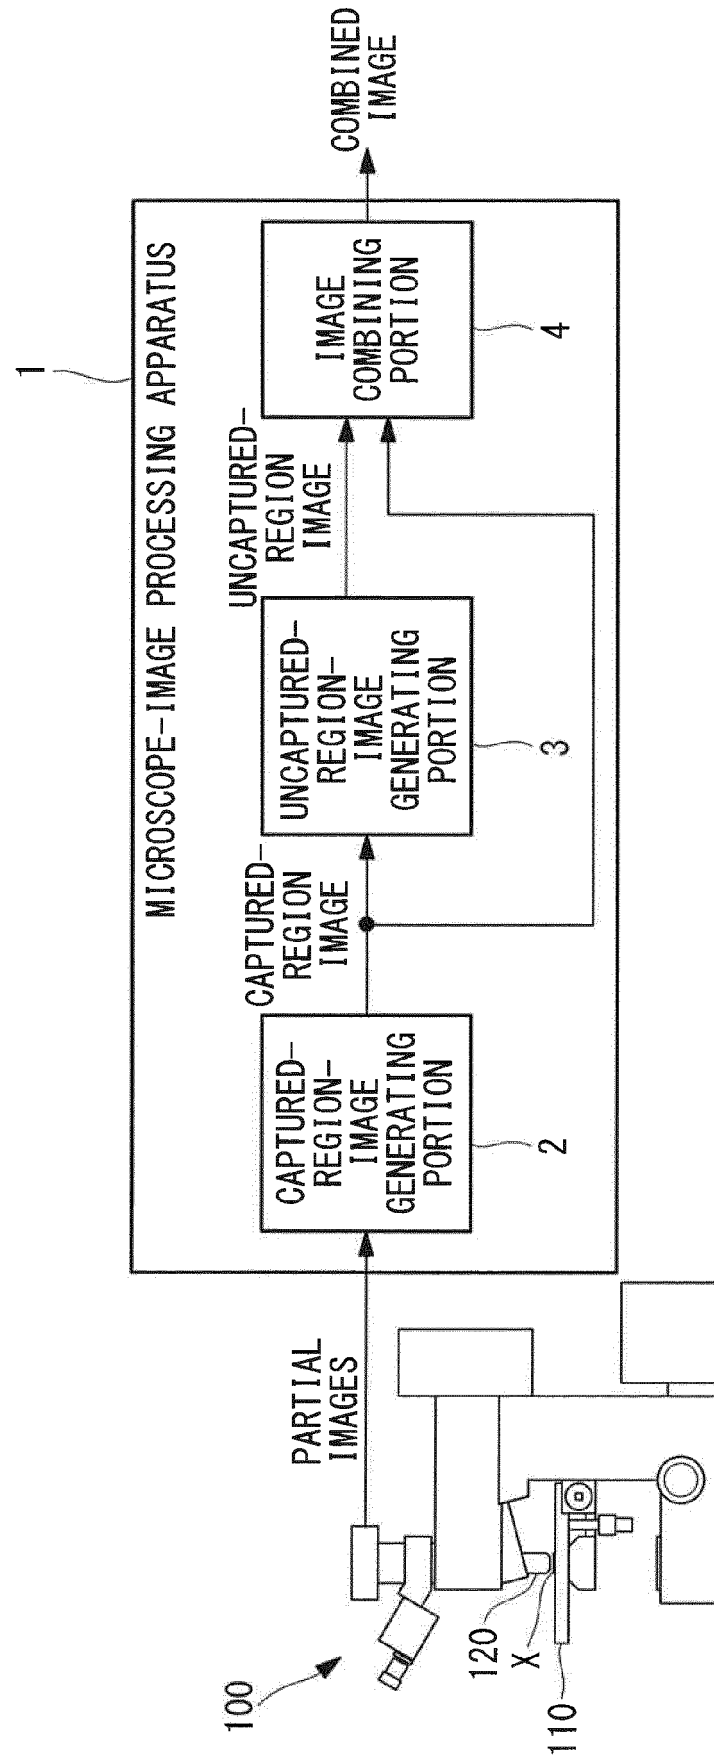 100
120
X
110
PARTIAL
IMAGES
1
MICROSCOPE-IMAGE PROCESSING APPARATUS
CAPTURED-
REGION-
IMAGE
GENERATING
PORTION
2
CAPTURED-
REGION
IMAGE
UNCAPTURED-
REGION-
IMAGE
GENERATING
PORTION
3
UNCAPTURED-
REGION
IMAGE
IMAGE
COMBINING
PORTION
4
COMBINED
IMAGE